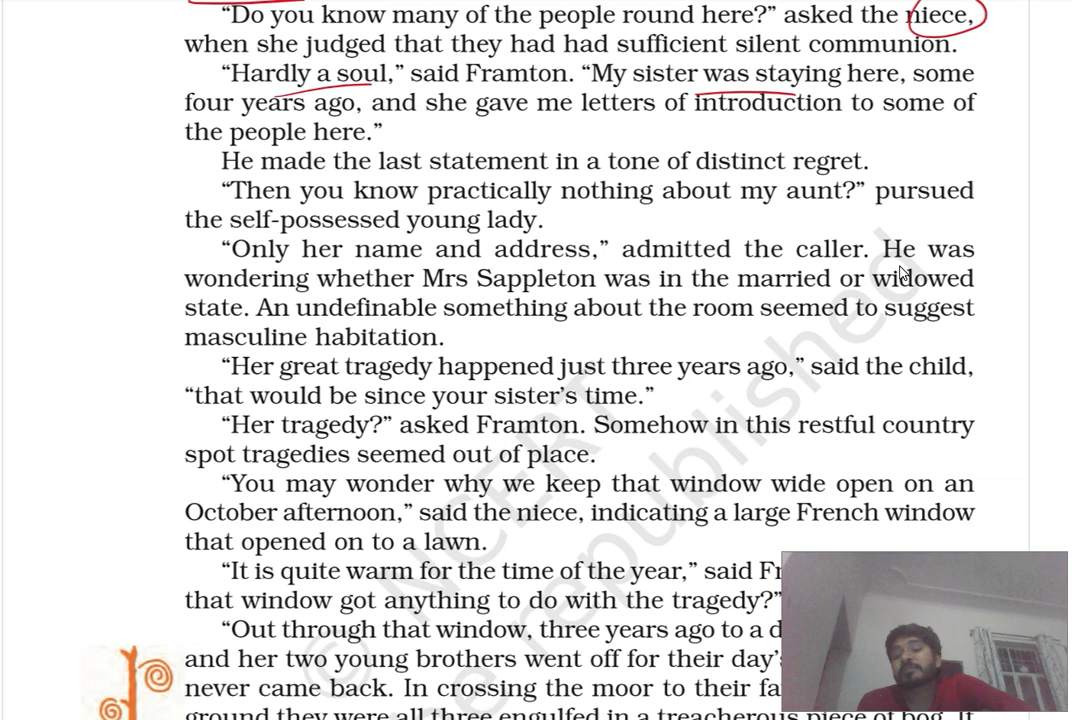 “Do you know many of the people round here?” asked the niece,
when she judged that they had had sufficient silent communion.
“Hardly a soul,” said Framton. “My sister was staying here, some
four years ago, and she gave me letters of introduction to some of
the people here.”
He made the last statement in a tone of distinct regret.
“Then you know practically nothing about my aunt?” pursued
the self-possessed young lady.
“Only her name and address,” admitted the caller. He was
wondering whether Mrs Sappleton was in the married or widowed
state. An undefinable something about the room seemed to suggest
masculine habitation.
“Her great tragedy happened just three years ago,” said the child,
“that would be since your sister’s time.”
“Her tragedy?” asked Framton. Somehow in this restful country
spot tragedies seemed out of place.
“You may wonder why we keep that window wide open on an
October afternoon,” said the niece, indicating a large French window
that opened on to a lawn.
“It is quite warm for the time of the year,” said Fr
that window got anything to do with the tragedy?”
“Out through that window, three years ago to a d
and her two young brothers went off for their day’s
never came back. In crossing the moor to their fa
ground they were all three engulfed in a treacherous piece of bog. It
© NCERT
be republished